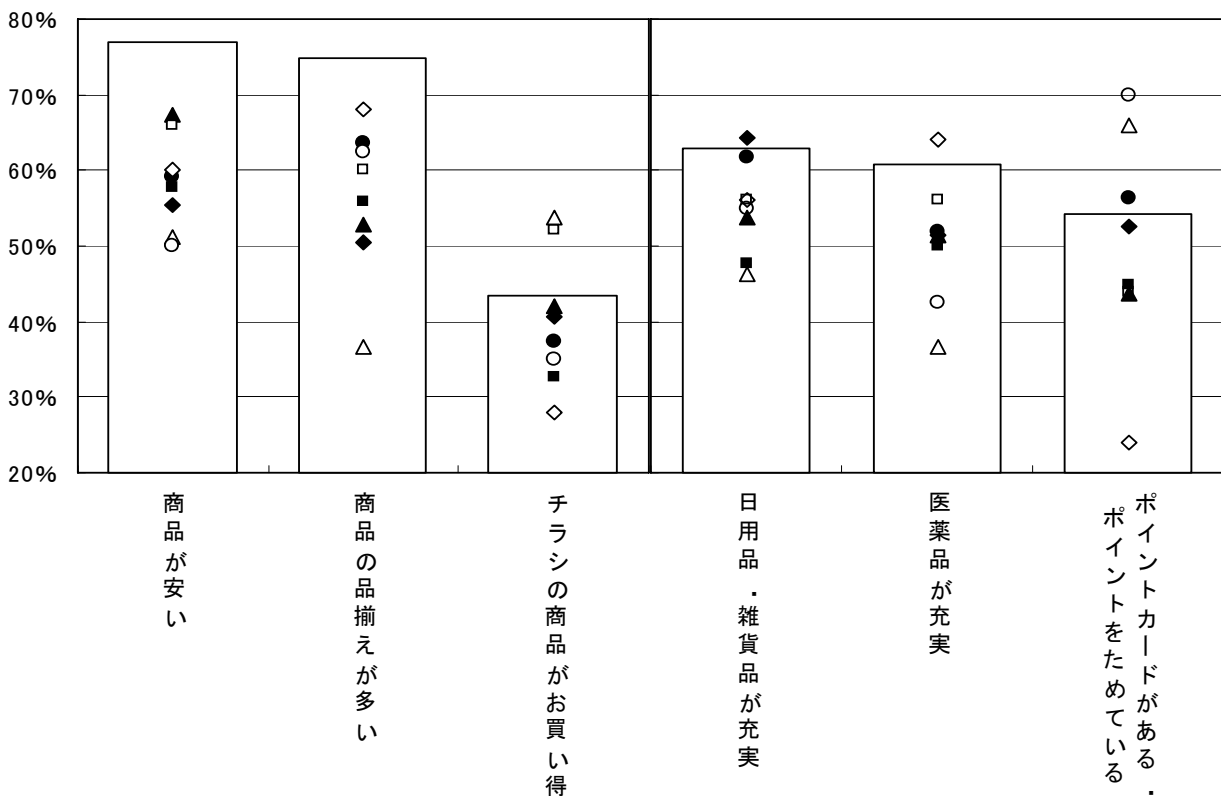 80%
70%
60%
50%
40%
30%
20%
商品が安い
商品の品揃えが多い
チラシの商品がお買い得
日用品・雑貨品が充実
医薬品が充実
ポイントカードがある・
ポイントをためている